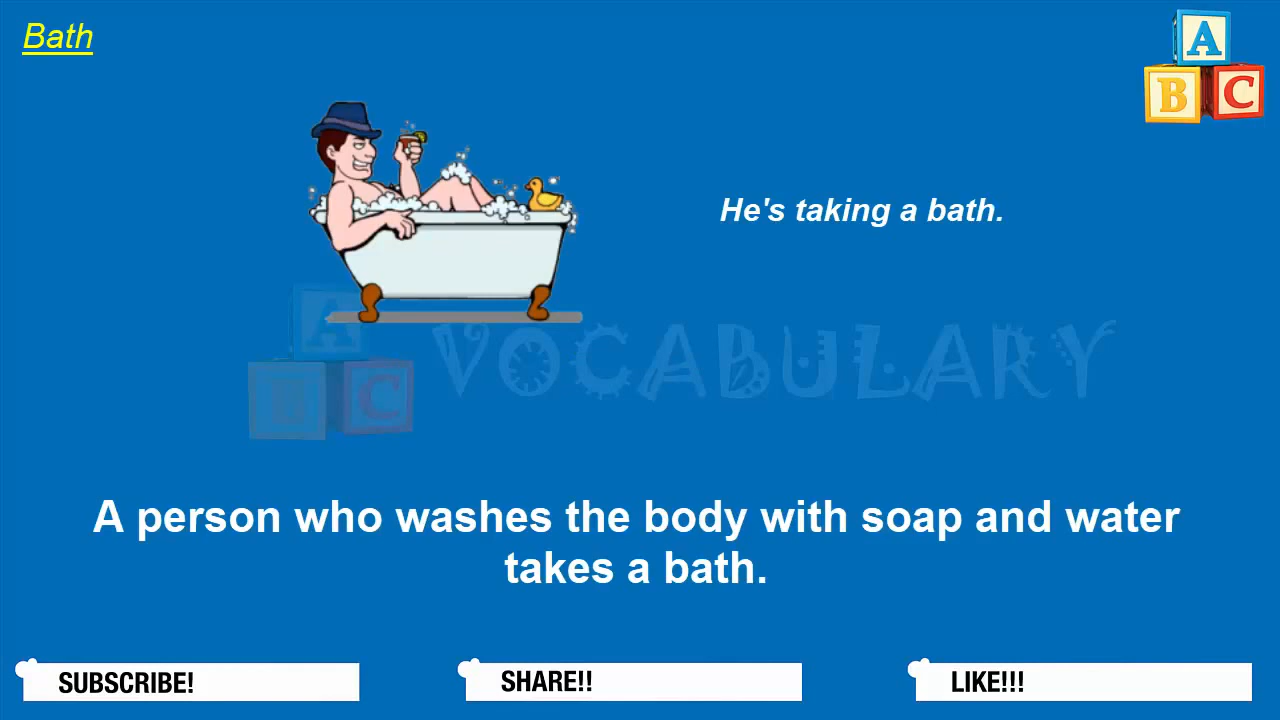 Bath
A
B C
He's taking a bath.
A
B C
VOCABULARY
A person who washes the body with soap and water
takes a bath.
SUBSCRIBE!
SHARE!!
LIKE!!!